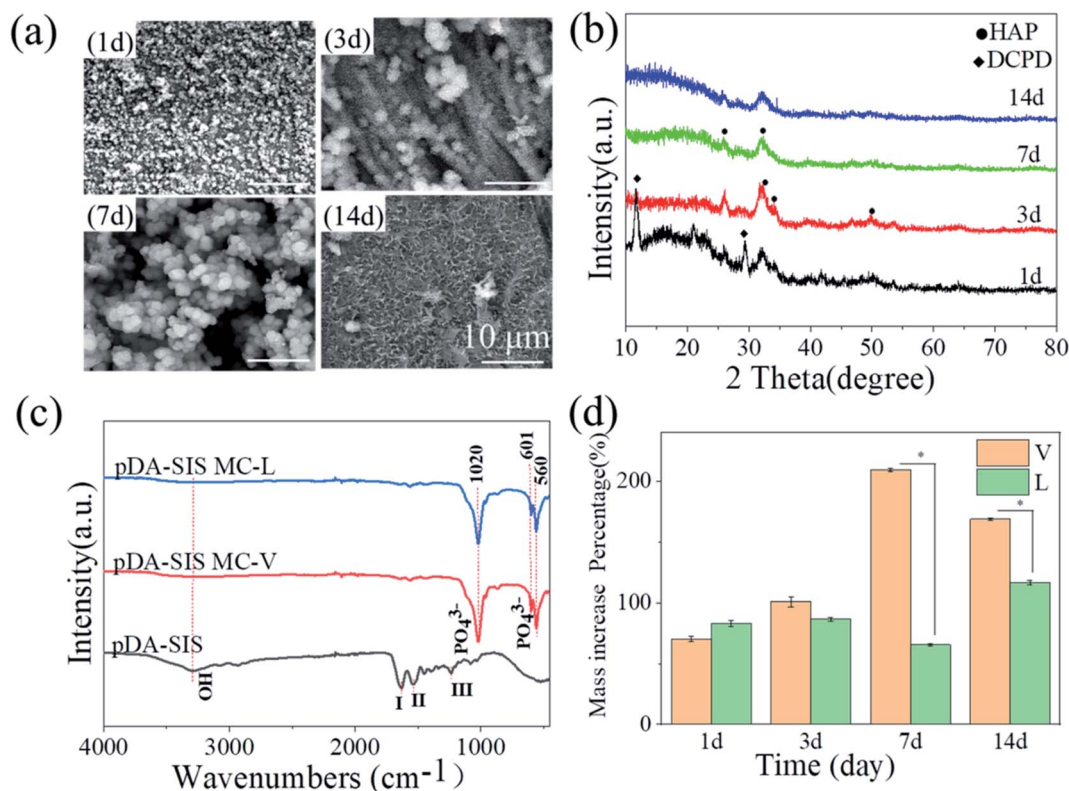 (a)
(1d)
(3d)
(7d)
(14d)
10 μm
(b)
●HAP
◆DCPD
14d
7d
3d
1d
Intensity(a.u.)
10 20 30 40 50 60 70 80
2 Theta(degree)
(c)
pDA-SIS MC-L
pDA-SIS MC-V
pDA-SIS
1020
601
560
PO₄³⁻
PO₄³⁻
OH
I
II
III
Intensity(a.u.)
4000 3000 2000 1000
Wavenumbers (cm⁻¹)
(d)
V
L
*
*
200
100
0
Mass increase Percentage(%)
1d 3d 7d 14d
Time (day)